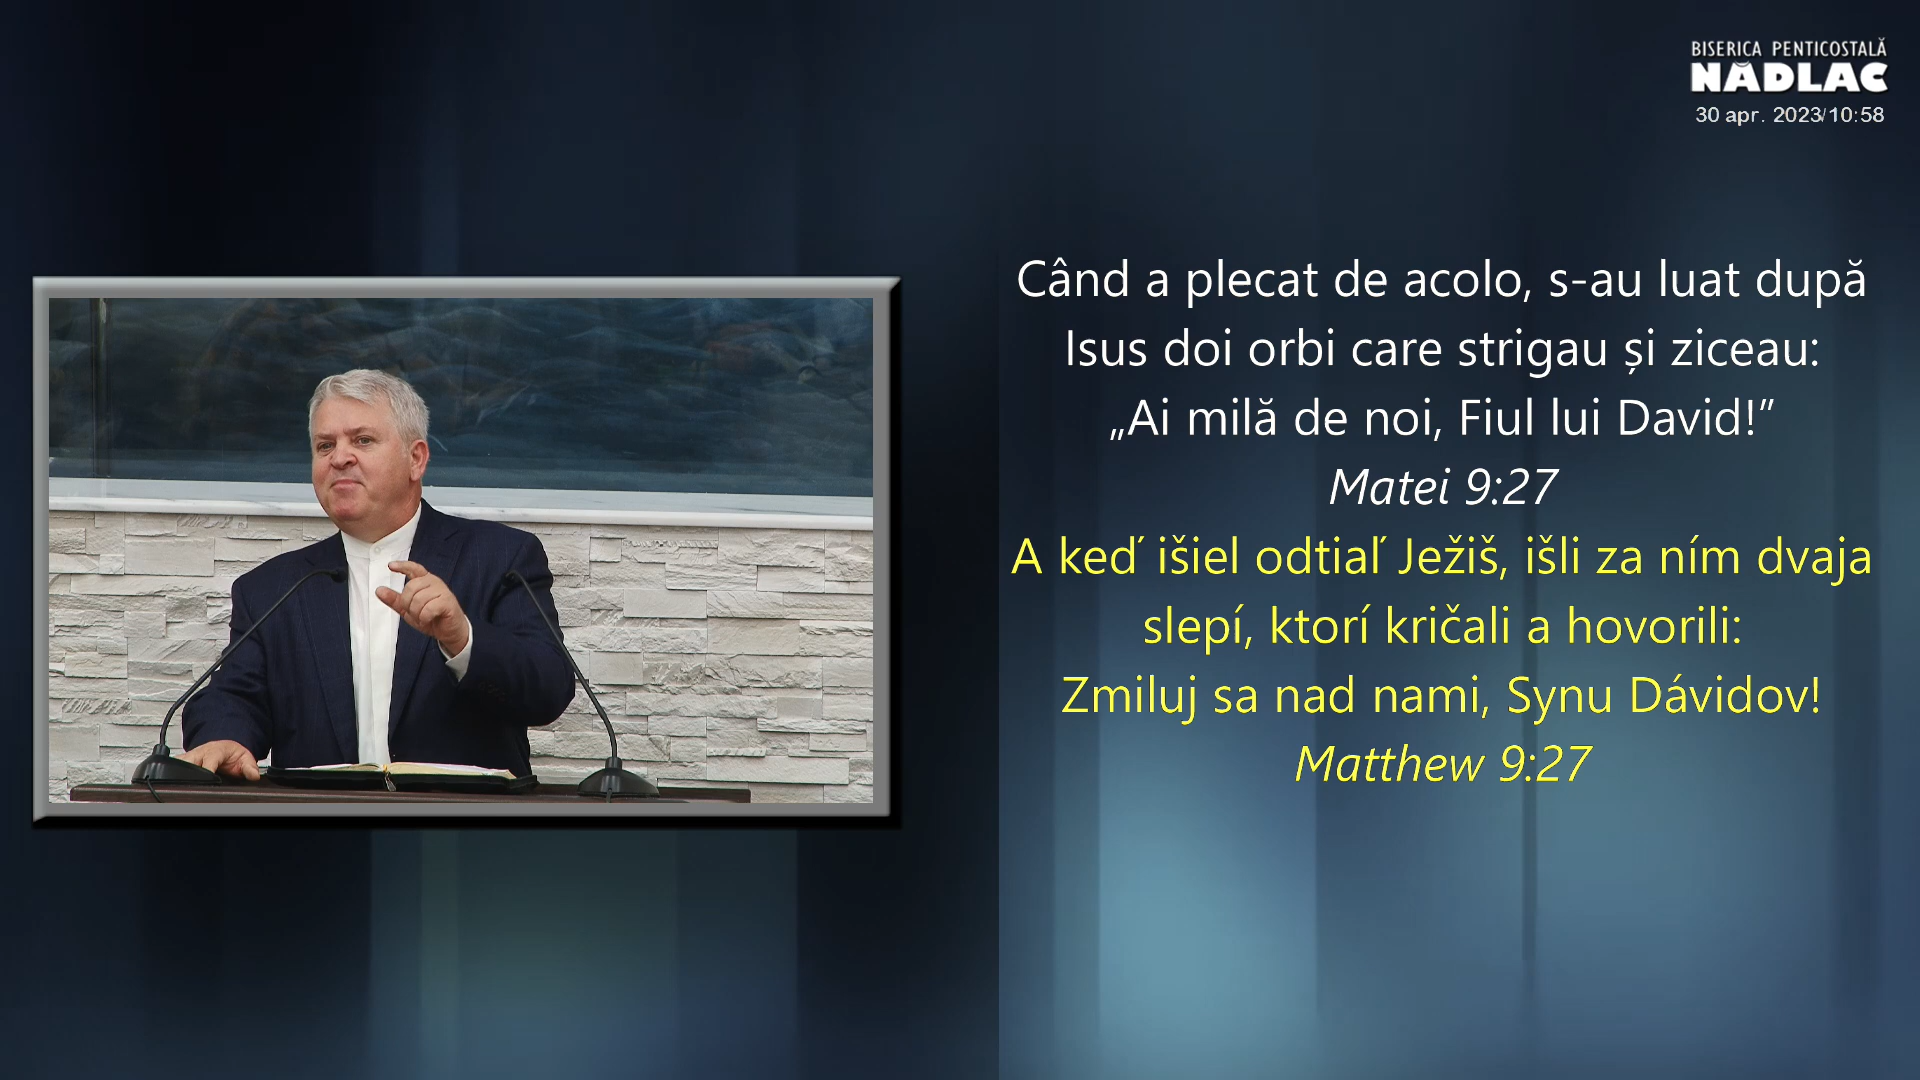 BISERICA PENTICOSTALĂ
NĂDLAC
30 apr. 2023/10:58
Când a plecat de acolo, s-au luat după
Isus doi orbi care strigau și ziceau:
„Ai milă de noi, Fiul lui David!”
Matei 9:27
A keď išiel odtiaľ Ježiš, išli za ním dvaja
slepí, ktorí kričali a hovorili:
Zmiluj sa nad nami, Synu Dávidov!
Matthew 9:27